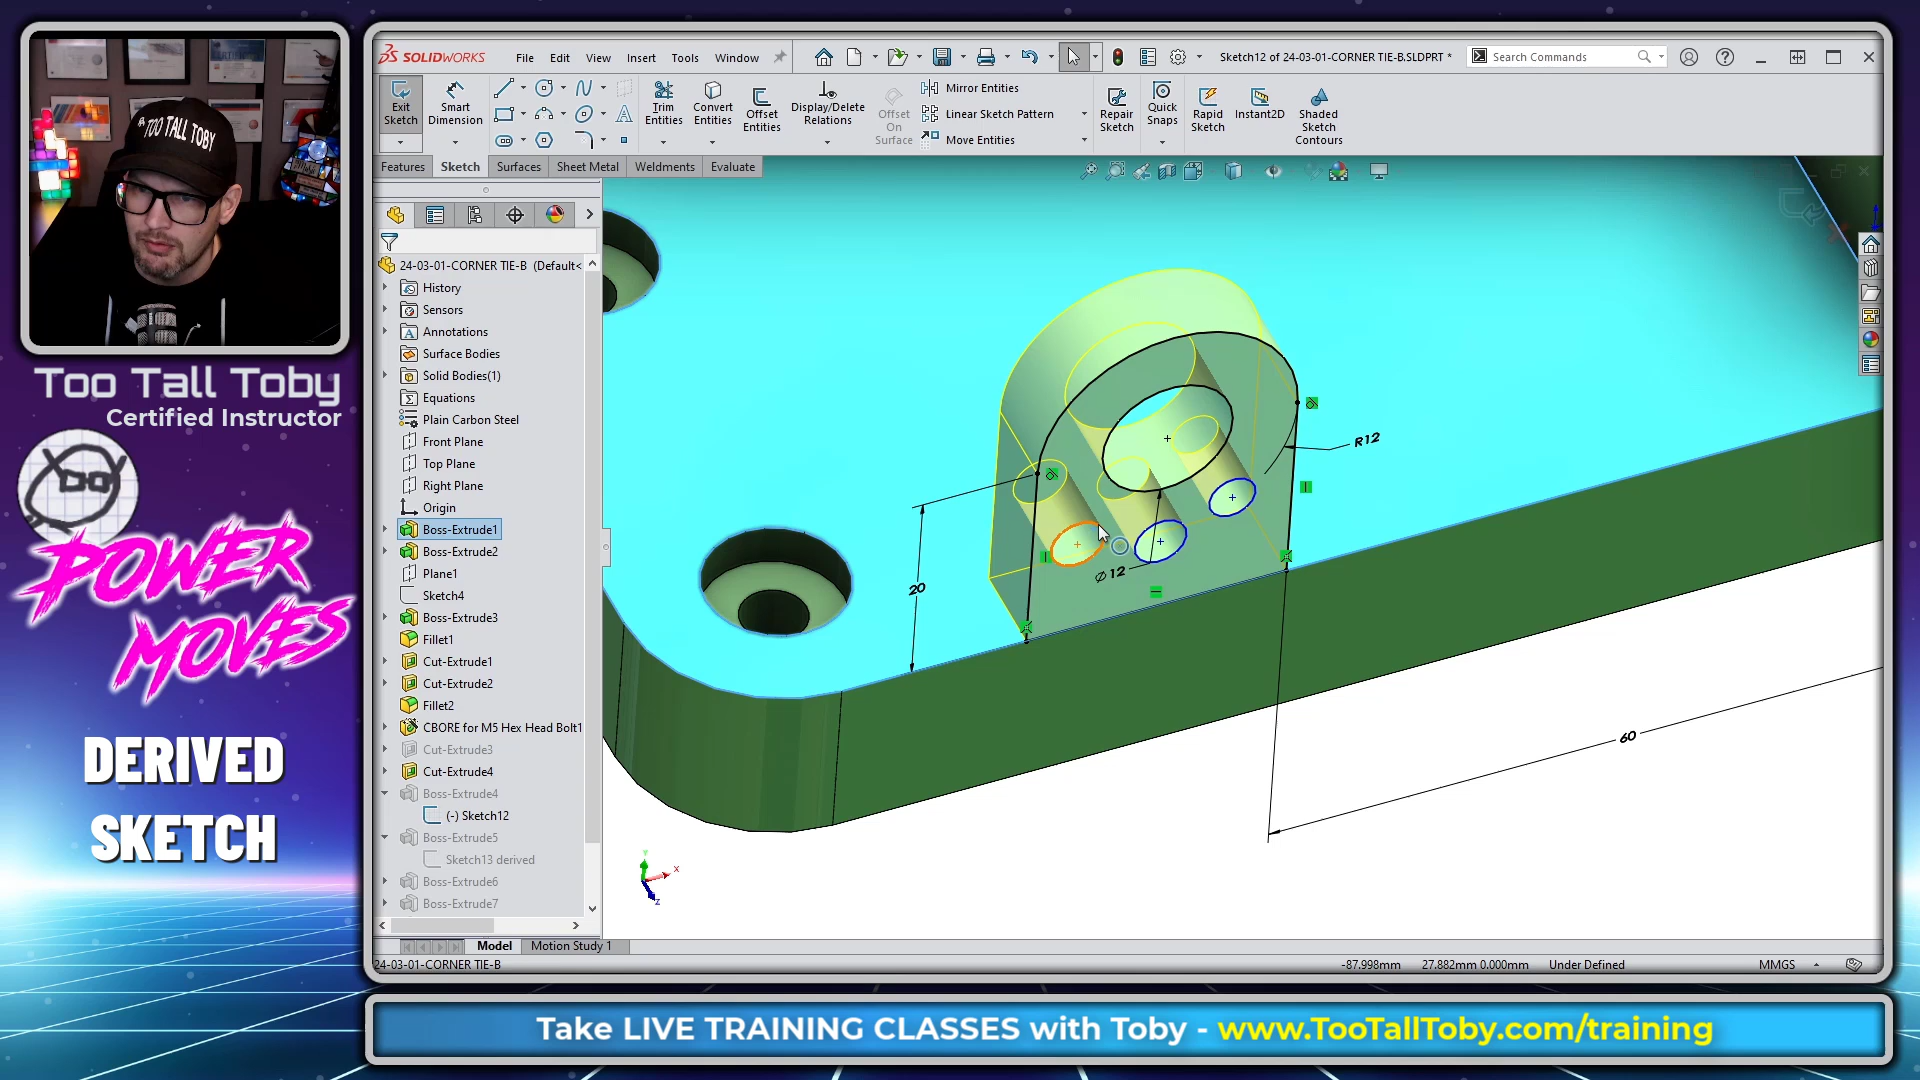 TOO TALL TOBY
Too Tall Toby
Certified Instructor
POWER
MOVES
DERIVED
SKETCH
SOLIDWORKS
File
Edit
View
Insert
Tools
Window
Sketch12 of 24-03-01-CORNER TIE-B.SLDPRT *
Search Commands
Exit
Sketch
Smart
Dimension
Trim
Entities
Convert
Entities
Offset
Entities
Display/Delete
Relations
Offset
On
Surface
Mirror Entities
Linear Sketch Pattern
Move Entities
Repair
Sketch
Quick
Snaps
Rapid
Sketch
Instant2D
Shaded
Sketch
Contours
Features
Sketch
Surfaces
Sheet Metal
Weldments
Evaluate
24-03-01-CORNER TIE-B (Default<
History
Sensors
Annotations
Surface Bodies
Solid Bodies(1)
Equations
Plain Carbon Steel
Front Plane
Top Plane
Right Plane
Origin
Boss-Extrude1
Boss-Extrude2
Plane1
Sketch4
Boss-Extrude3
Fillet1
Cut-Extrude1
Cut-Extrude2
Fillet2
CBORE for M5 Hex Head Bolt1
Cut-Extrude3
Cut-Extrude4
Boss-Extrude4
(-) Sketch12
Boss-Extrude5
Sketch13 derived
Boss-Extrude6
Boss-Extrude7
R12
20
Ø12
60
Y
X
Z
Model
Motion Study 1
24-03-01-CORNER TIE-B
-87.998mm
27.882mm 0.000mm
Under Defined
MMGS
Take LIVE TRAINING CLASSES with Toby - www.TooTallToby.com/training